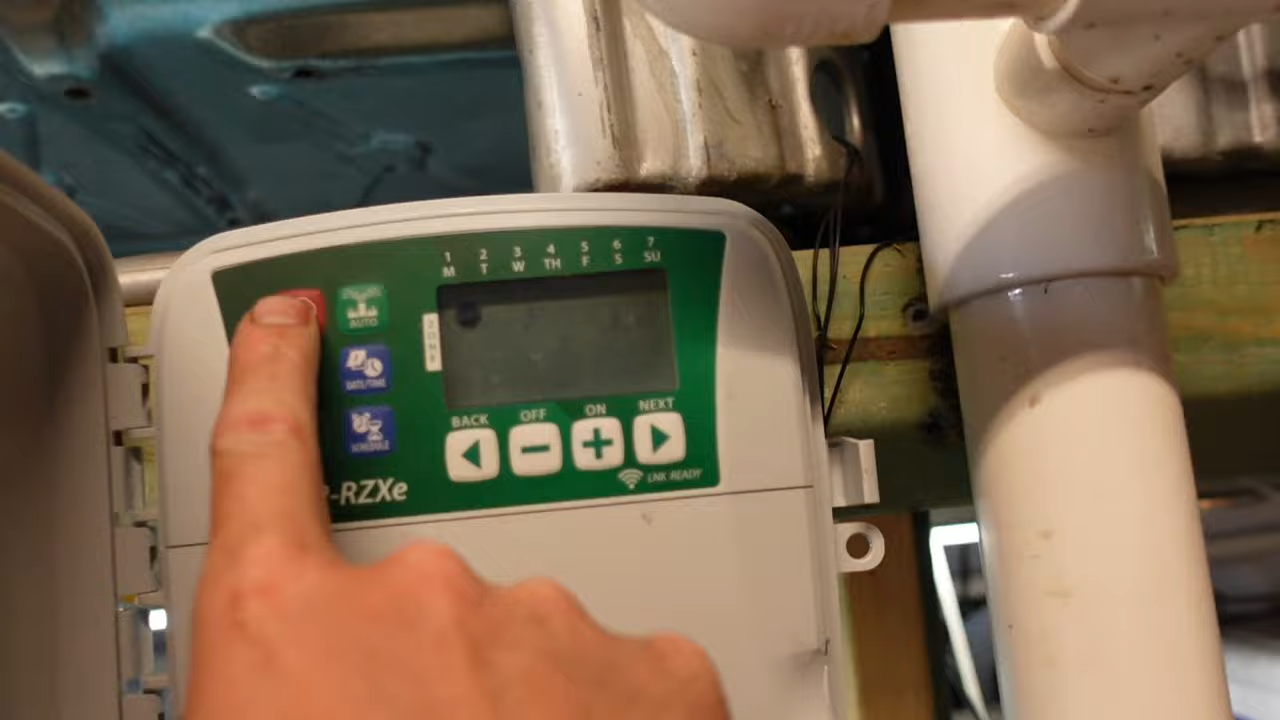 1 2 3 4 5 6 7
M T W TH F S SU
AUTO
ZONE
DATE/TIME
SCHEDULE
BACK OFF ON NEXT
-RZXe
LNK READY